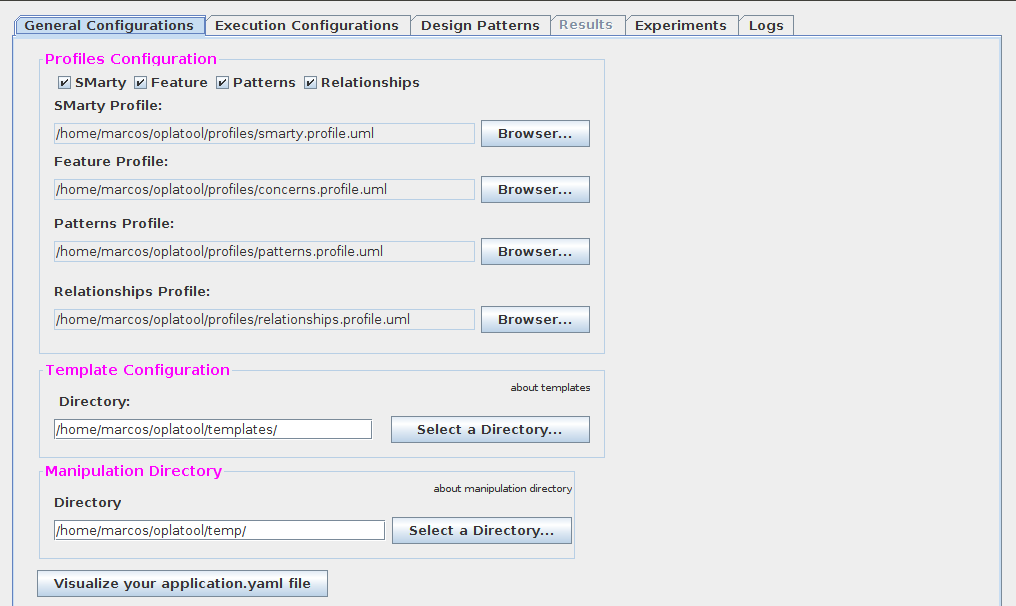 General Configurations Execution Configurations Design Patterns Results Experiments Logs
Profiles Configuration
SMarty Feature Patterns Relationships
SMarty Profile:
/home/marcos/oplatool/profiles/smarty.profile.uml Browser...
Feature Profile:
/home/marcos/oplatool/profiles/concerns.profile.uml Browser...
Patterns Profile:
/home/marcos/oplatool/profiles/patterns.profile.uml Browser...
Relationships Profile:
/home/marcos/oplatool/profiles/relationships.profile.uml Browser...
Template Configuration
about templates
Directory:
/home/marcos/oplatool/templates/ Select a Directory...
Manipulation Directory
about manipulation directory
Directory
/home/marcos/oplatool/temp/ Select a Directory...
Visualize your application.yaml file